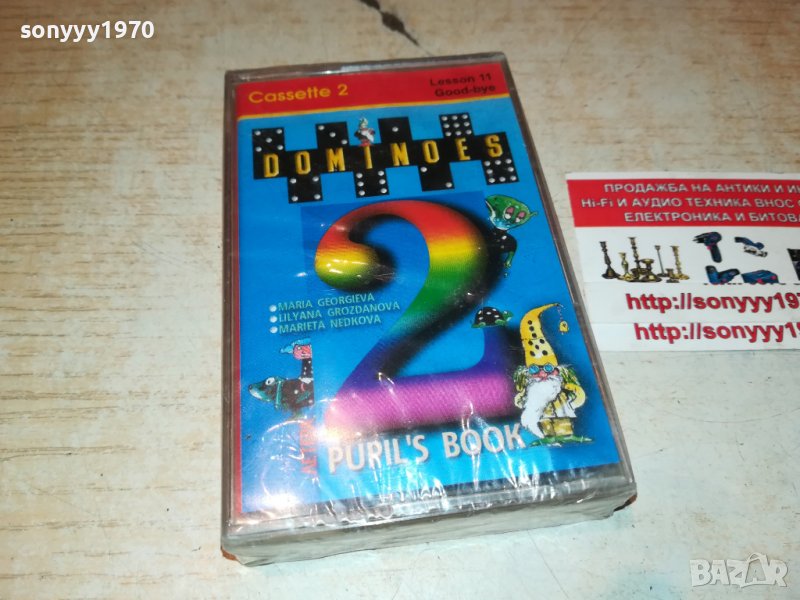 sonyyy1970
Cassette 2
Lesson 11
Good-bye
DOMINOES
2
MARIA GEORGIEVA
LILYANA GROZDANOVA
MARIETA NEDKOVA
PUPIL'S BOOK
ПРОДАЖБА НА АНТИКИ И
Hi-Fi И АУДИО ТЕХНИКА ВНОС
ЕЛЕКТРОНИКА И
http://sonyyy197
http://sonyyy1
BAZAR